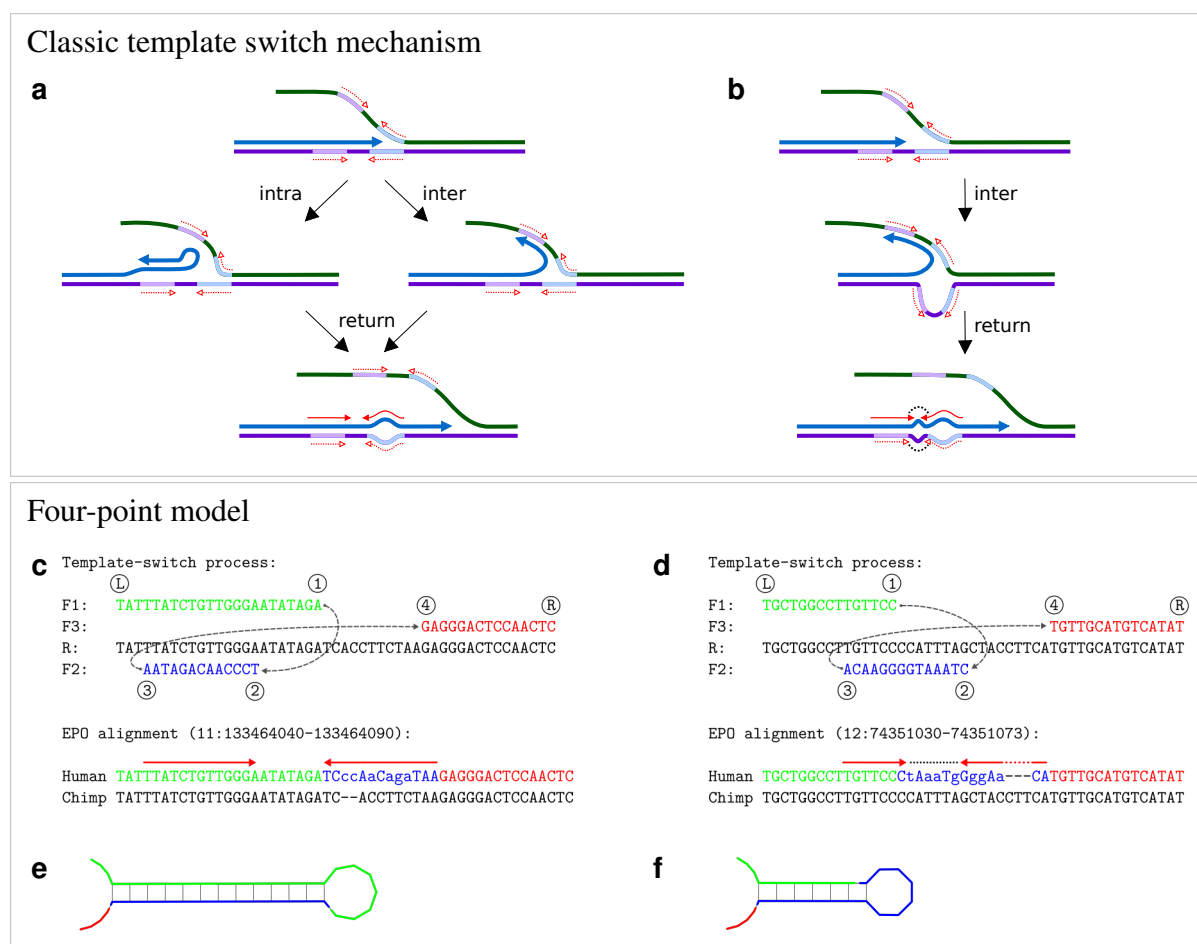 Classic template switch mechanism
a
intra
inter
return
b
inter
return
Four-point model
c
Template-switch process:
L 1
F1: TATTTATCTGTTGGGAATATAGA
4 R
F3: GAGGGACTCCAACTC
R: TATTTATCTGTTGGGAATATAGATCACCTTCTAAGAGGGACTCCAACTC
F2: AATAGACAACCCT
3 2
EPO alignment (11:133464040-133464090):
Human TATTTATCTGTTGGGAATATAGATCccAaCagaTAAGAGGGACTCCAACTC
Chimp TATTTATCTGTTGGGAATATAGATC--ACCTTCTAAGAGGGACTCCAACTC
d
Template-switch process:
L 1
F1: TGCTGGCCTTGTTCC
4 R
F3: TGTTGCATGTCATAT
R: TGCTGGCCTTGTTCCCCATTTAGCTACCTTCATGTTGCATGTCATAT
F2: ACAAGGGGTAAATC
3 2
EPO alignment (12:74351030-74351073):
Human TGCTGGCCTTGTTCCCtAaaTgGggAa---CATGTTGCATGTCATAT
Chimp TGCTGGCCTTGTTCCCCATTTAGCTACCTTCATGTTGCATGTCATAT
e
f